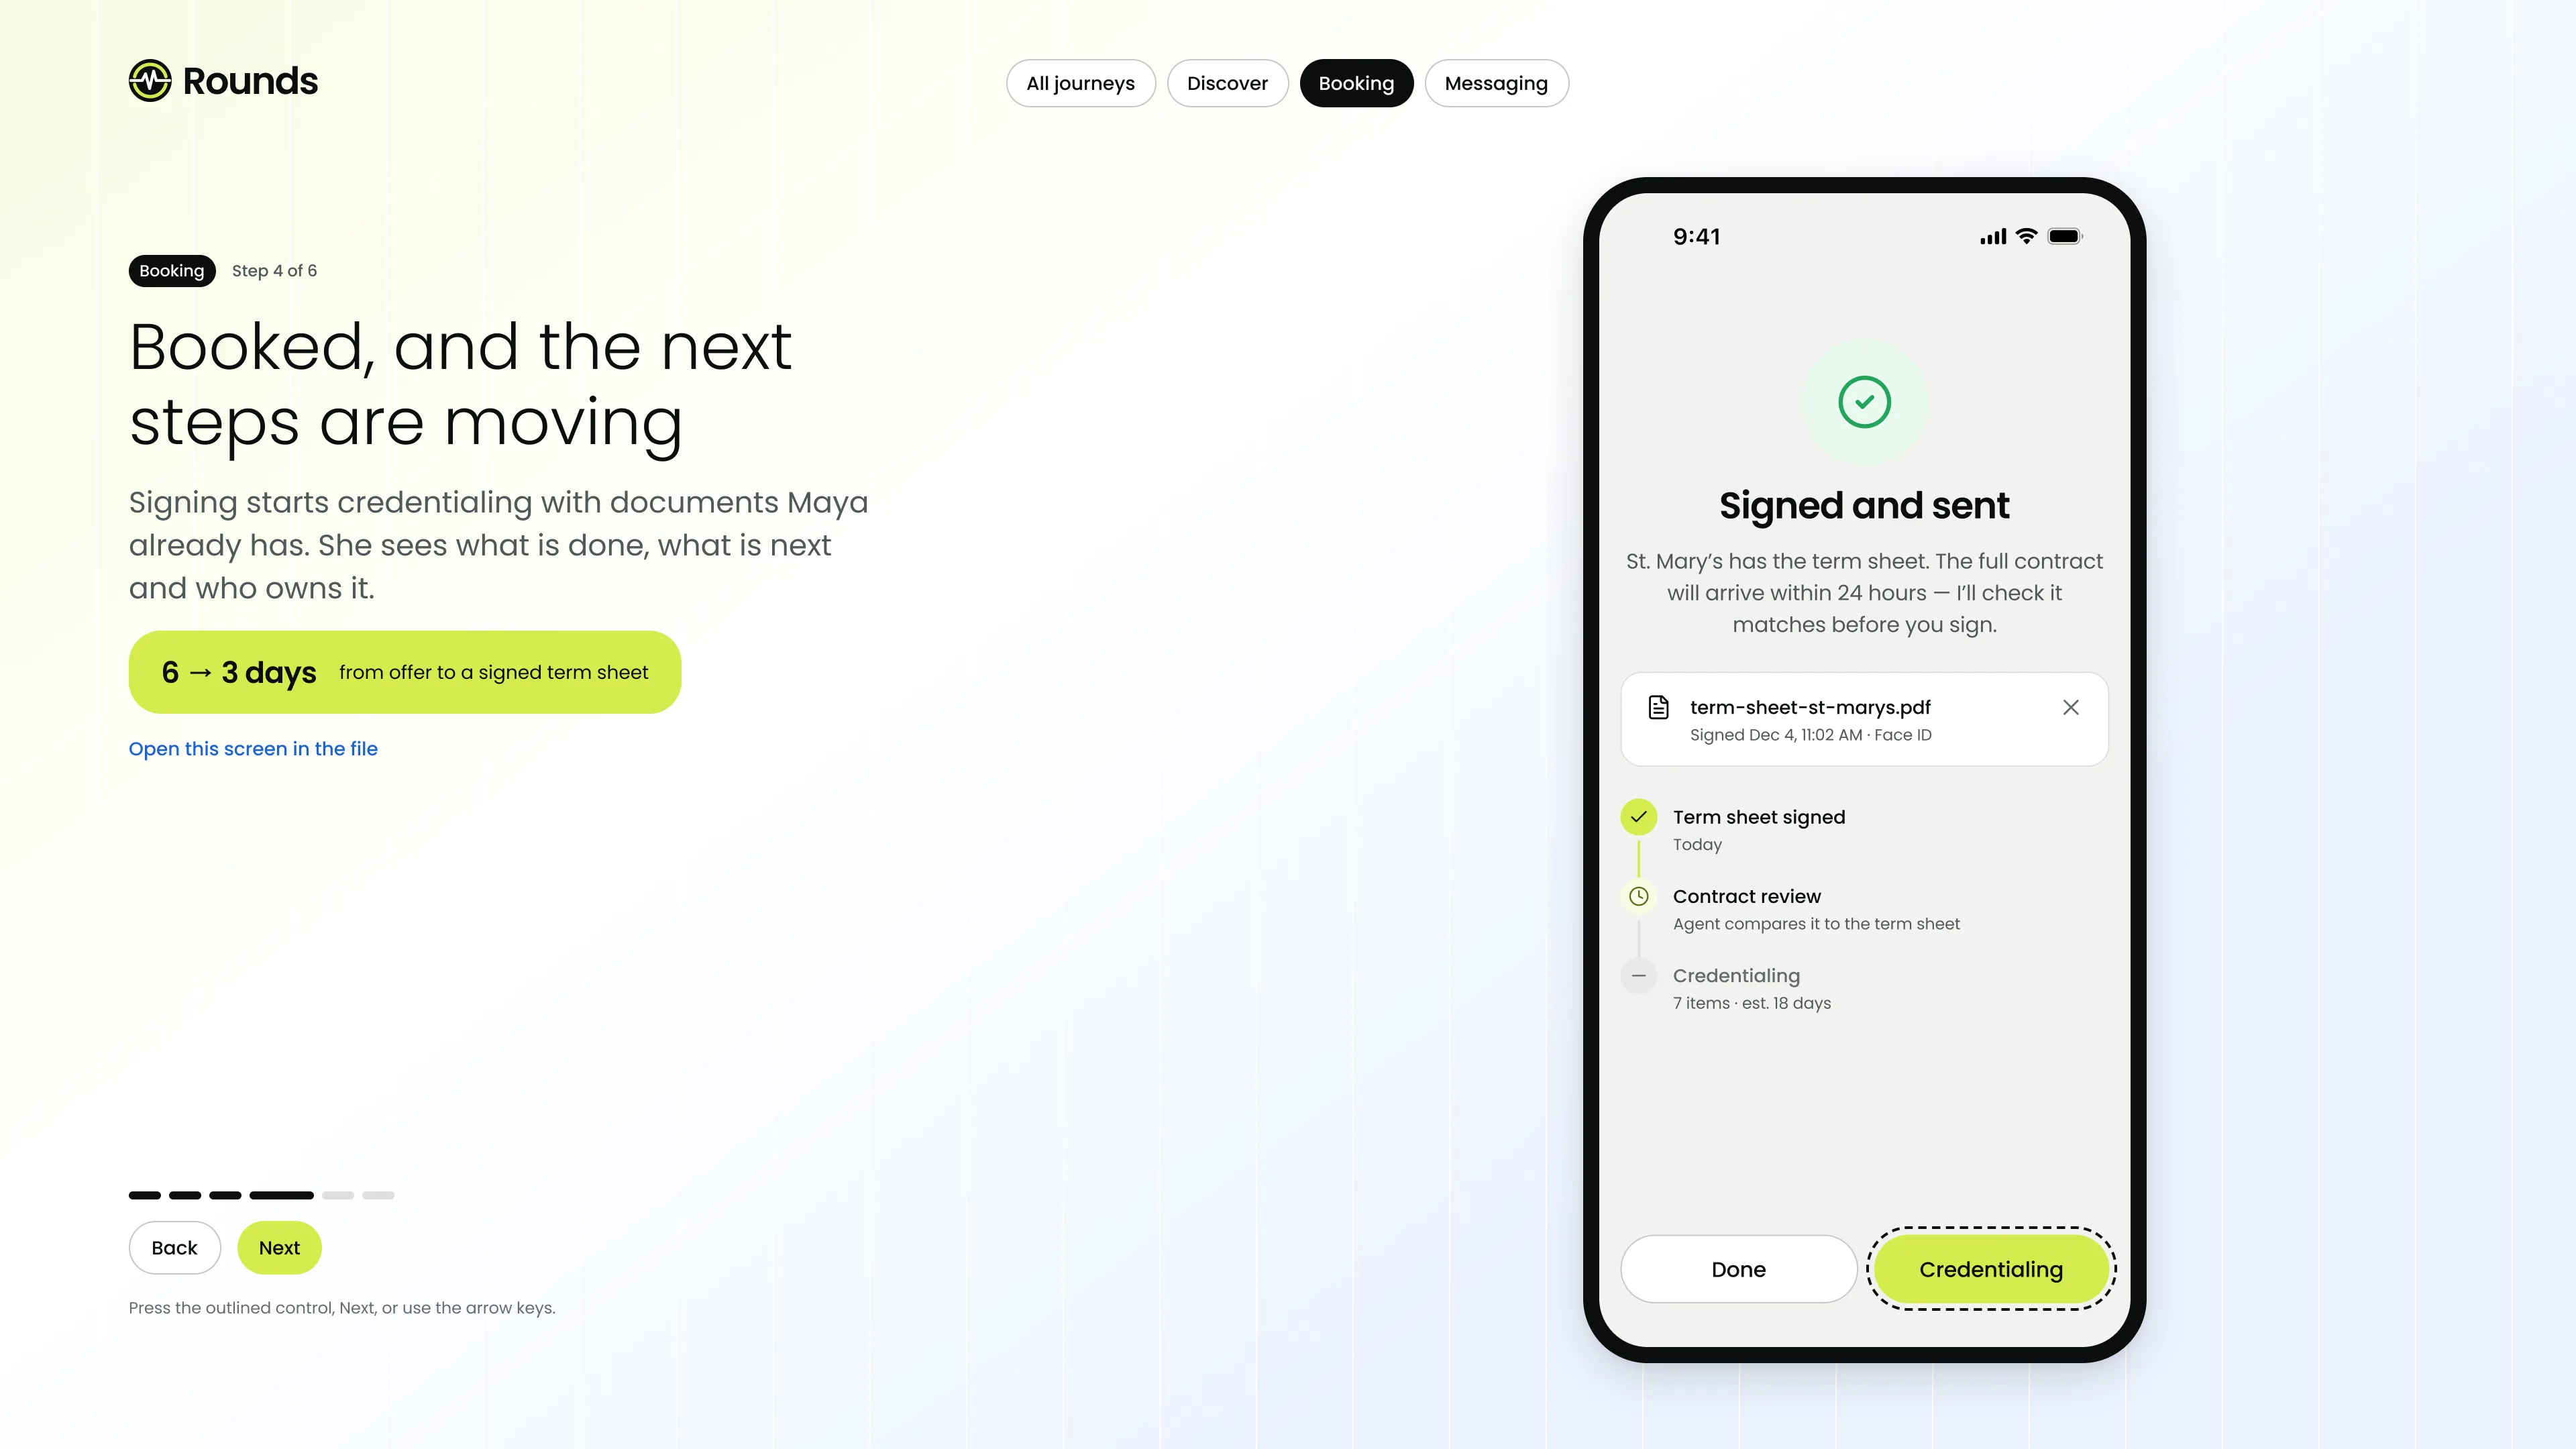 Rounds
All journeys
Discover
Booking
Messaging
Booking
Step 4 of 6
Booked, and the next
steps are moving
Signing starts credentialing with documents Maya
already has. She sees what is done, what is next
and who owns it.
6 → 3 days from offer to a signed term sheet
Open this screen in the file
Back
Next
Press the outlined control, Next, or use the arrow keys.
9:41
Signed and sent
St. Mary’s has the term sheet. The full contract
will arrive within 24 hours — I’ll check it
matches before you sign.
term-sheet-st-marys.pdf
Signed Dec 4, 11:02 AM · Face ID
Term sheet signed
Today
Contract review
Agent compares it to the term sheet
Credentialing
7 items · est. 18 days
Done
Credentialing